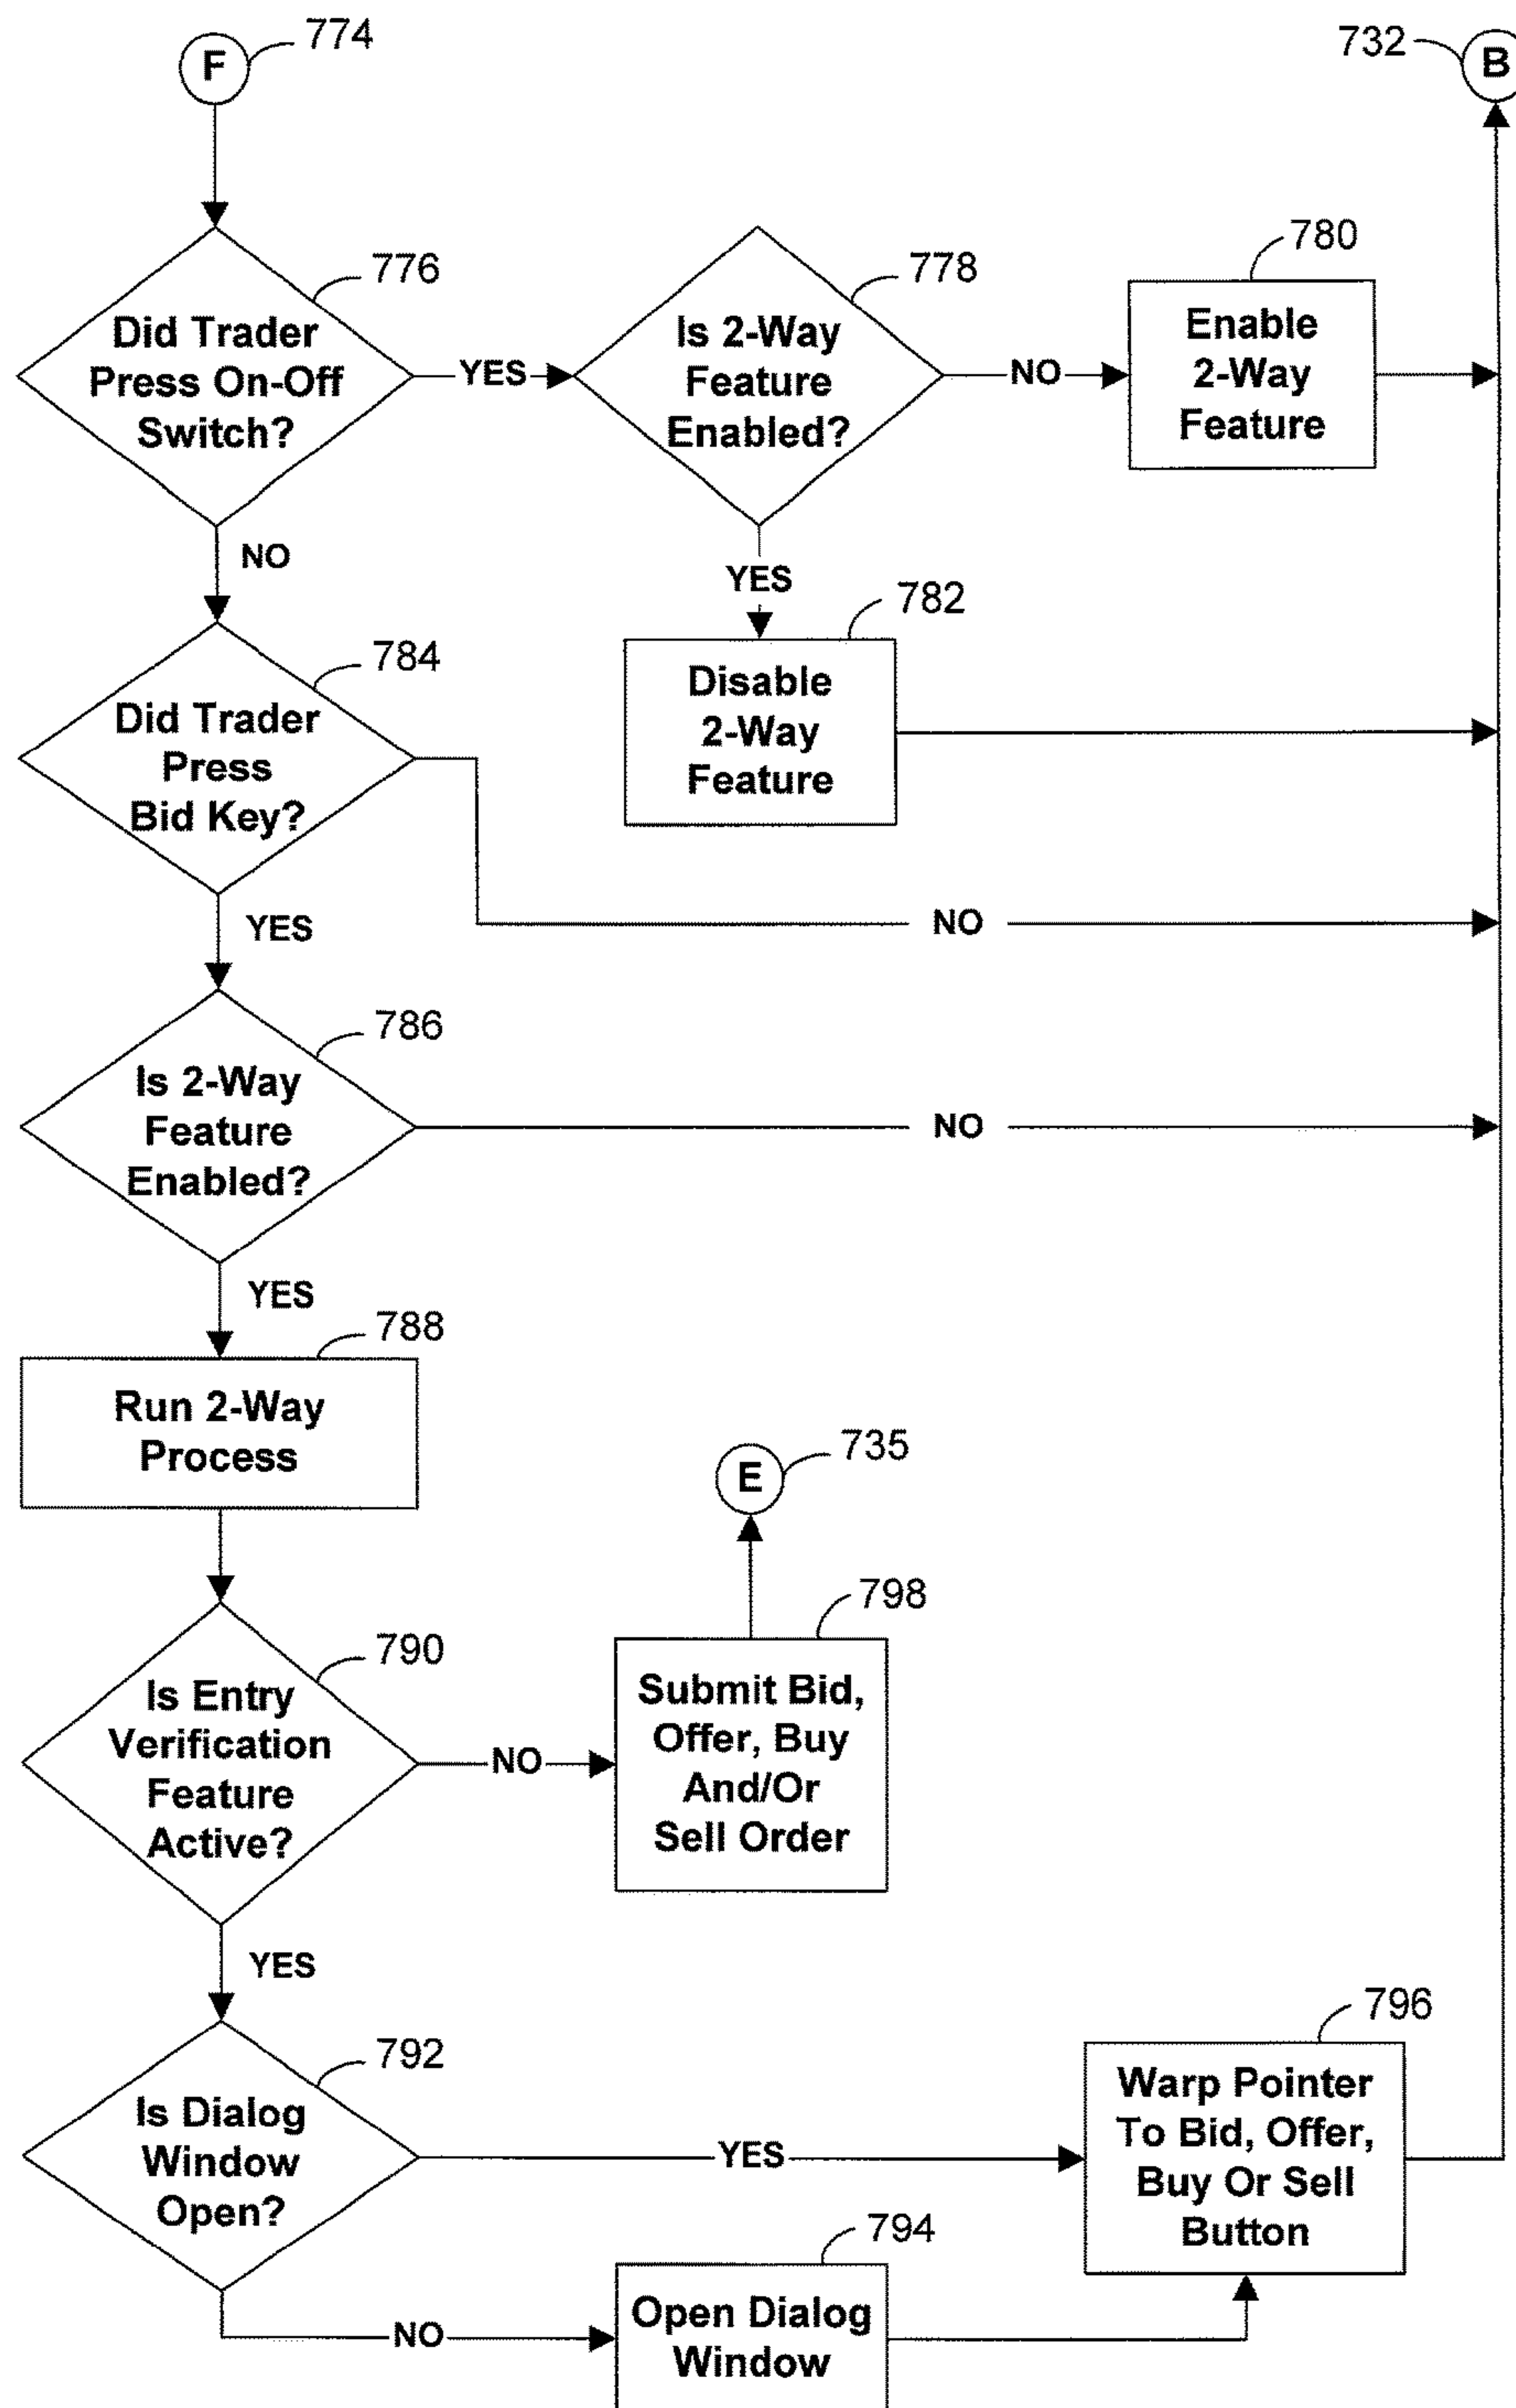 F
774
732
B
776
Did Trader
Press On-Off
Switch?
YES
778
Is 2-Way
Feature
Enabled?
NO
780
Enable
2-Way
Feature
NO
YES
782
Disable
2-Way
Feature
784
Did Trader
Press
Bid Key?
NO
YES
786
Is 2-Way
Feature
Enabled?
NO
YES
788
Run 2-Way
Process
E
735
790
Is Entry
Verification
Feature
Active?
NO
798
Submit Bid,
Offer, Buy
And/Or
Sell Order
YES
792
Is Dialog
Window
Open?
YES
796
Warp Pointer
To Bid, Offer,
Buy Or Sell
Button
NO
794
Open Dialog
Window